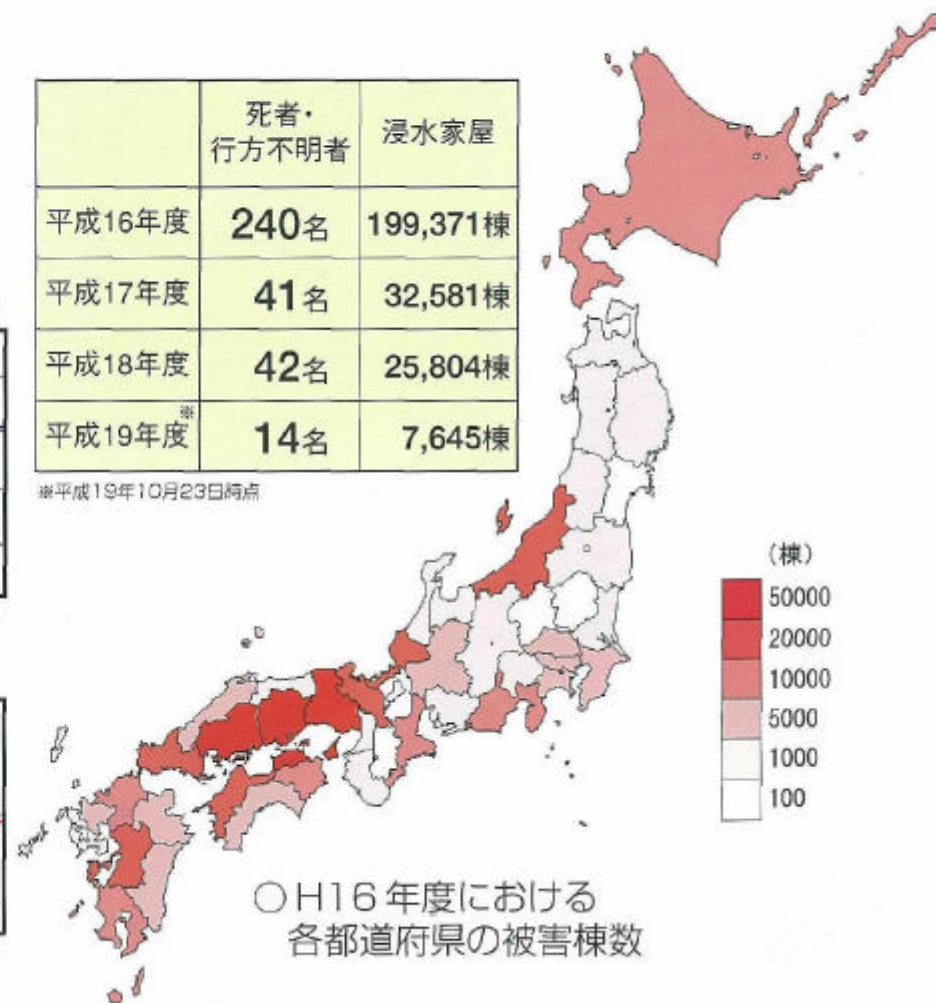 死者・
行方不明者
浸水家屋
平成16年度 240名 199,371棟
平成17年度 41名 32,581棟
平成18年度 42名 25,804棟
平成19年度※ 14名 7,645棟
※平成19年10月23日時点
(棟)
50000
20000
10000
5000
1000
100
○H16年度における
各都道府県の被害棟数